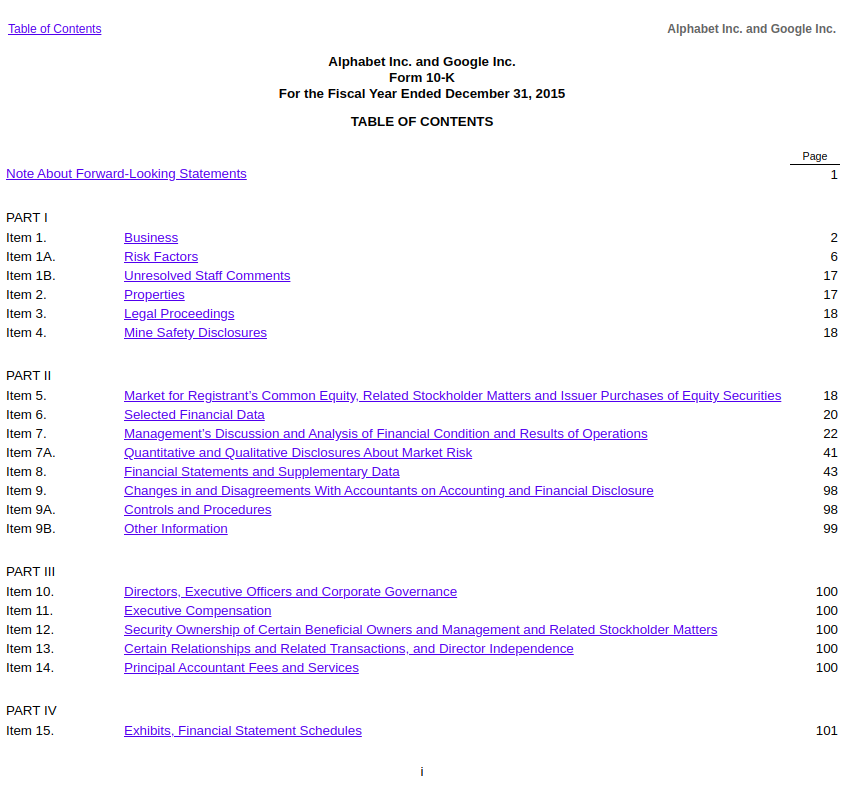 Table of Contents Alphabet Inc. and Google Inc.
Alphabet Inc. and Google Inc.
Form 10-K
For the Fiscal Year Ended December 31, 2015
TABLE OF CONTENTS
Page
Note About Forward-Looking Statements 1
PART I
Item 1. Business 2
Item 1A. Risk Factors 6
Item 1B. Unresolved Staff Comments 17
Item 2. Properties 17
Item 3. Legal Proceedings 18
Item 4. Mine Safety Disclosures 18
PART II
Item 5. Market for Registrant’s Common Equity, Related Stockholder Matters and Issuer Purchases of Equity Securities 18
Item 6. Selected Financial Data 20
Item 7. Management’s Discussion and Analysis of Financial Condition and Results of Operations 22
Item 7A. Quantitative and Qualitative Disclosures About Market Risk 41
Item 8. Financial Statements and Supplementary Data 43
Item 9. Changes in and Disagreements With Accountants on Accounting and Financial Disclosure 98
Item 9A. Controls and Procedures 98
Item 9B. Other Information 99
PART III
Item 10. Directors, Executive Officers and Corporate Governance 100
Item 11. Executive Compensation 100
Item 12. Security Ownership of Certain Beneficial Owners and Management and Related Stockholder Matters 100
Item 13. Certain Relationships and Related Transactions, and Director Independence 100
Item 14. Principal Accountant Fees and Services 100
PART IV
Item 15. Exhibits, Financial Statement Schedules 101
i